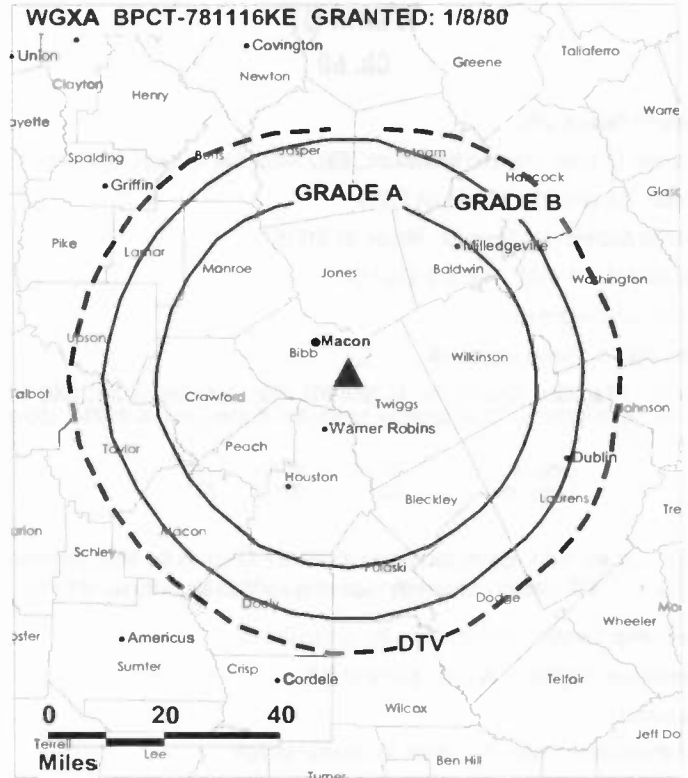 WGXA BPCT-781116KE GRANTED: 1/8/80
Covington
Union
Newton
Greene
Taliaferro
Clayton
Henry
Warre
ayette
Spalding
Butts
Jasper
Putnam
Hancock
Griffin
GRADE A
GRADE B
Glasc
Pike
Lamar
Monroe
Jones
Milledgeville
Baldwin
Washington
Upson
Macon
Bibb
Wilkinson
Talbot
Crawford
Twiggs
Johnson
Warner Robins
Taylor
Peach
Dublin
Houston
Bleckley
Laurens
Tre
arion
Macon
Schley
Pulaski
Dooly
Dodge
Wheeler
oster
Americus
DTV
Sumter
Crisp
Cordele
Telfair
Wilcox
0 20 40
Jeff Da
Terrell
Lee
Miles
Ben Hill
Turner